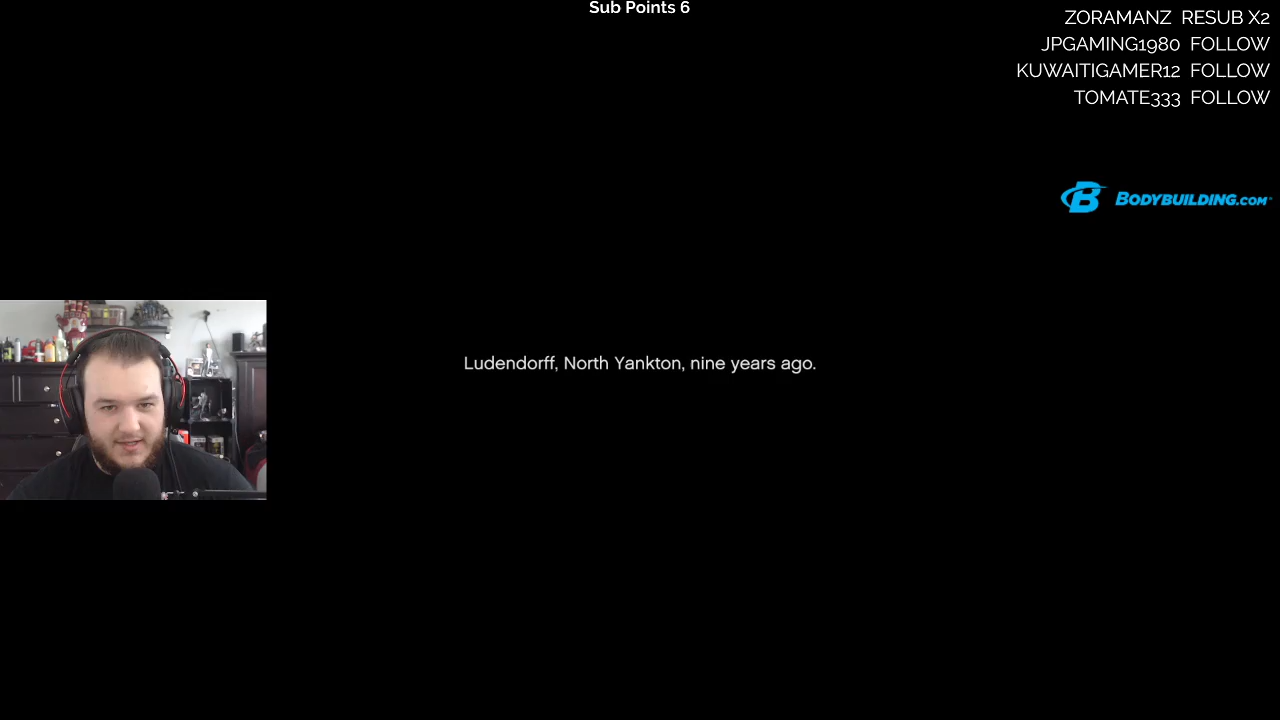 Sub Points 6
ZORAMANZ RESUB X2
JPGAMING1980 FOLLOW
KUWAITIGAMER12 FOLLOW
TOMATE333 FOLLOW
B BODYBUILDING.COM
Ludendorff, North Yankton, nine years ago.